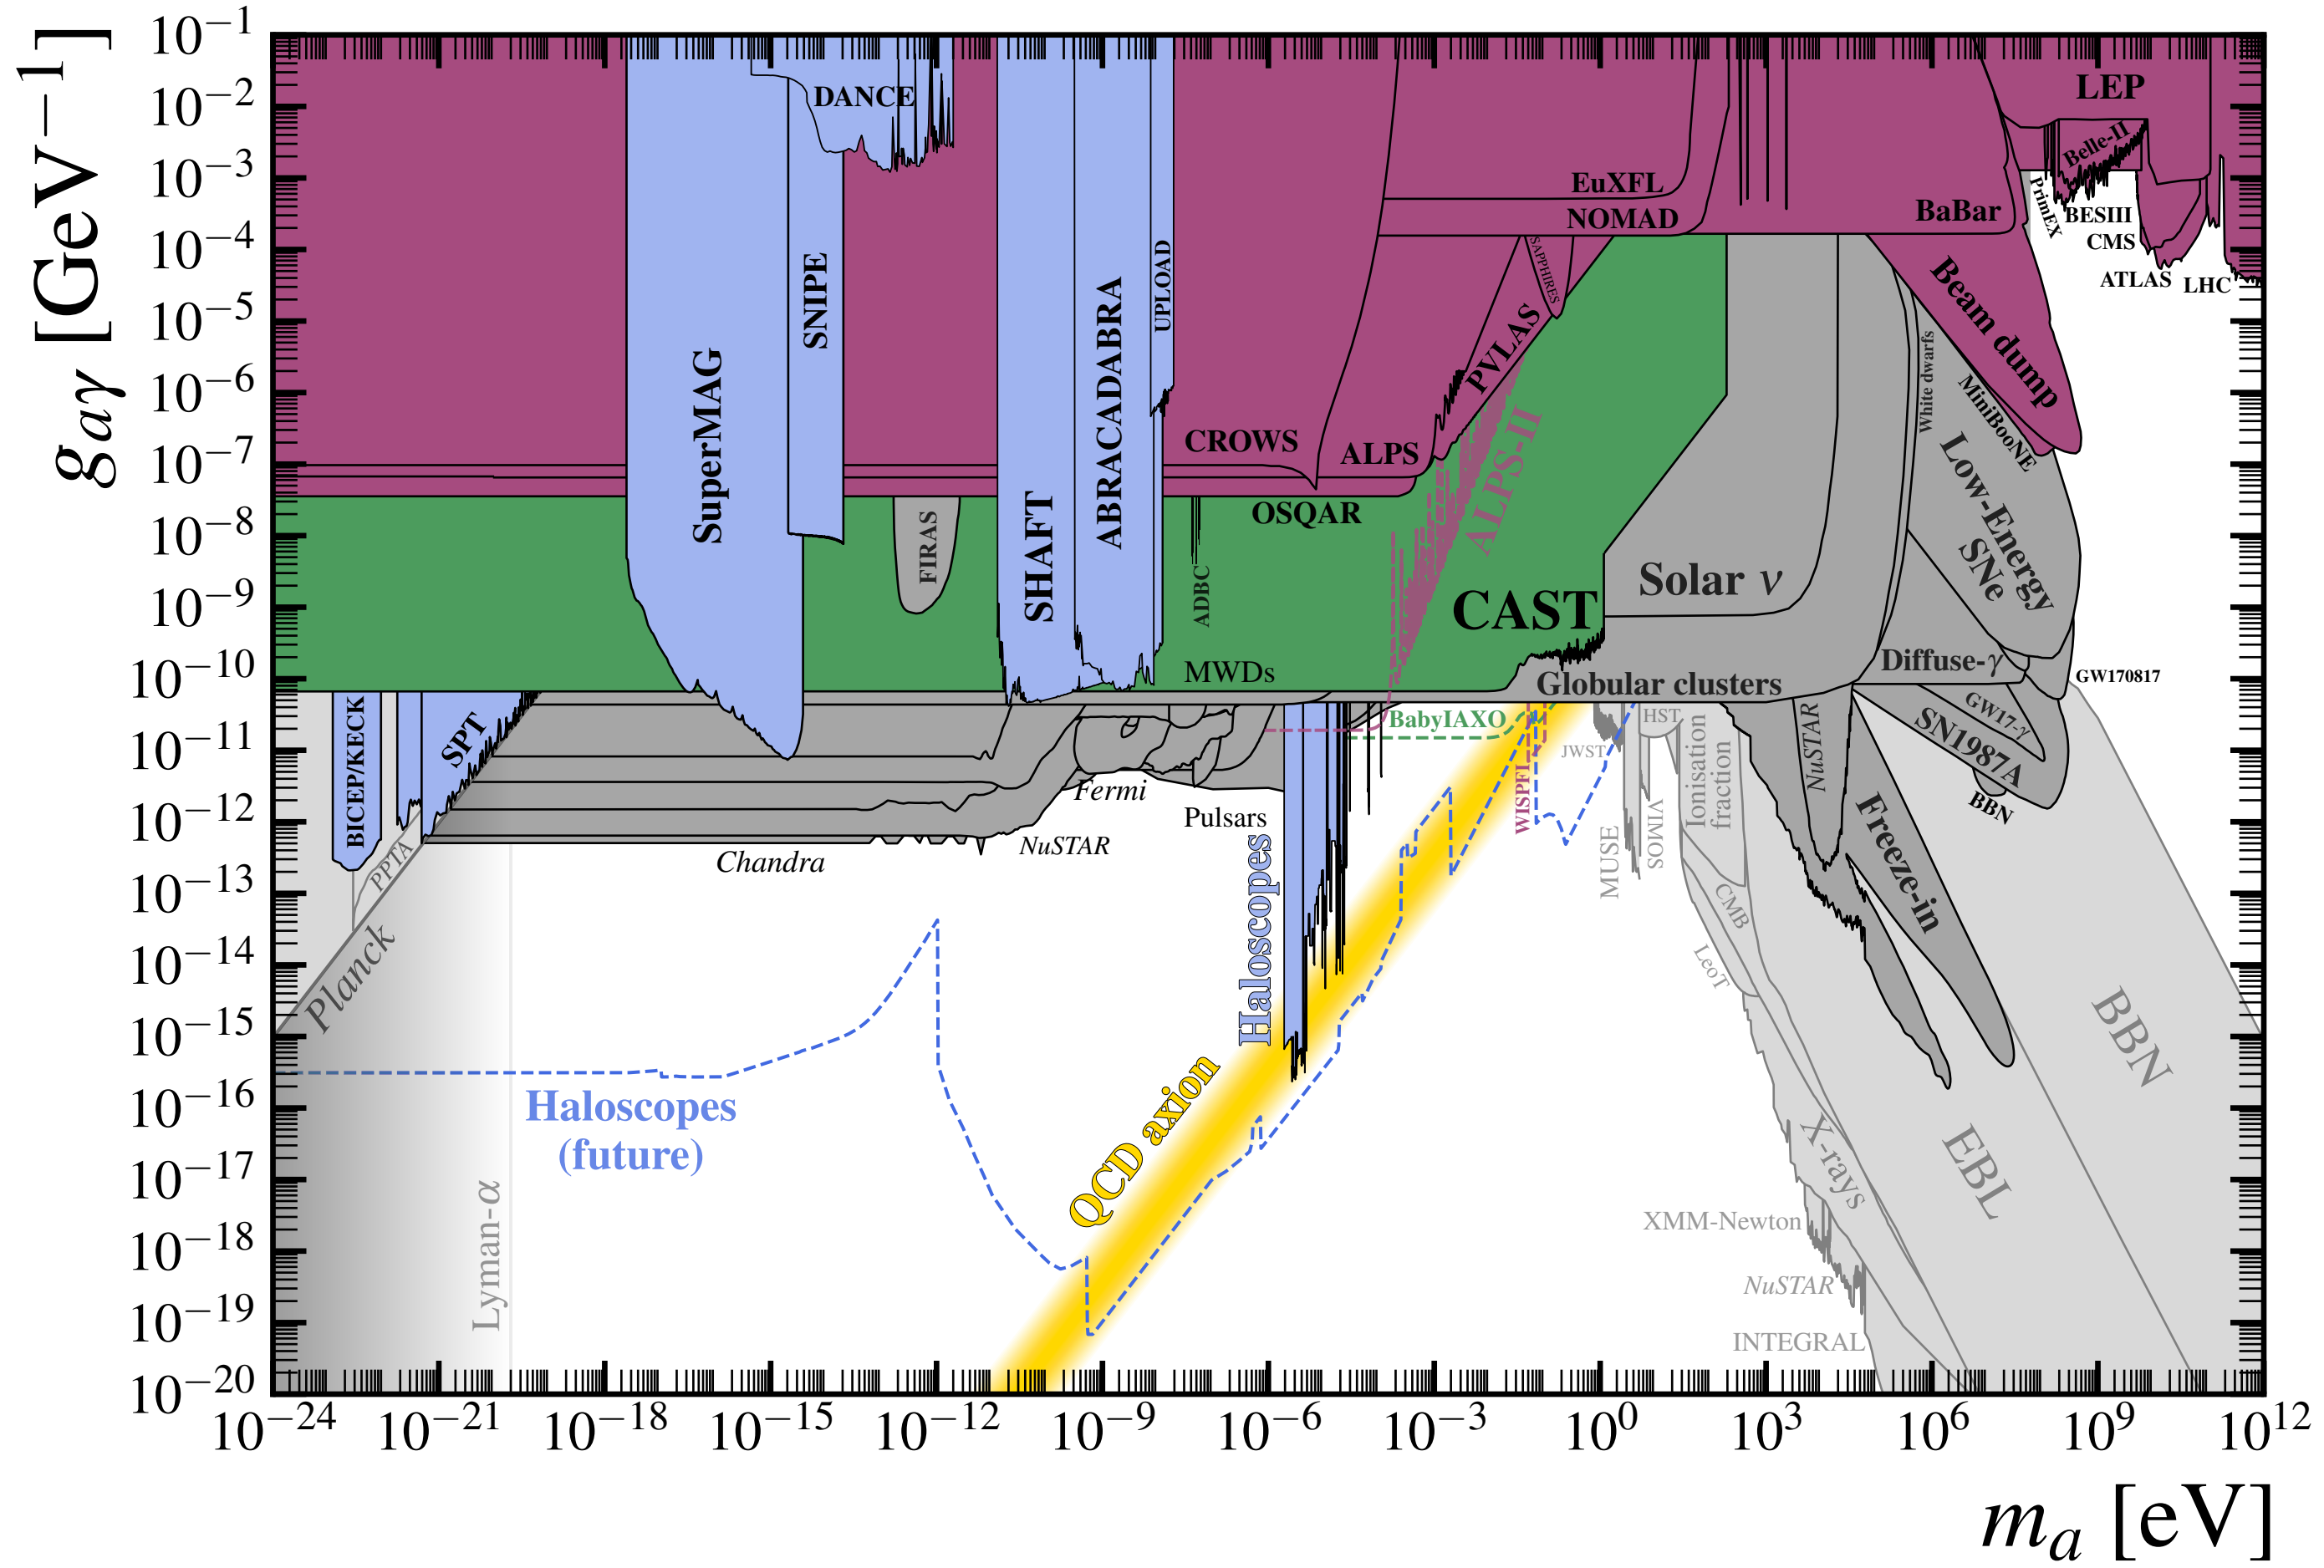 g_{aγ} [GeV^{−1}]
10^{−1}
10^{−2}
10^{−3}
10^{−4}
10^{−5}
10^{−6}
10^{−7}
10^{−8}
10^{−9}
10^{−10}
10^{−11}
10^{−12}
10^{−13}
10^{−14}
10^{−15}
10^{−16}
10^{−17}
10^{−18}
10^{−19}
10^{−20}
DANCE
LEP
Belle-II
EuXFL
NOMAD
BaBar
PrimEX
BESIII
CMS
ATLAS
LHC
SNIPE
UPLOAD
SAPPHIRES
Beam dump
SuperMAG
ABRACADABRA
PVLAS
White dwarfs
MiniBooNE
CROWS
ALPS
ALPS-II
Low-Energy
SNe
OSQAR
FIRAS
SHAFT
ADBC
CAST
Solar ν
MWDs
Diffuse-γ
GW170817
Globular clusters
BICEP/KECK
SPT
BabyIAXO
HST
JWST
Ionisation
fraction
NuSTAR
GW17-γ
SN1987A
BBN
Fermi
WISPFI
Pulsars
MUSE
VIMOS
Freeze-in
PPTA
Chandra
NuSTAR
Haloscopes
CMB
LeoT
Planck
BBN
Haloscopes
(future)
QCD axion
X-rays
EBL
Lyman-α
XMM-Newton
NuSTAR
INTEGRAL
10^{−24}
10^{−21}
10^{−18}
10^{−15}
10^{−12}
10^{−9}
10^{−6}
10^{−3}
10^{0}
10^{3}
10^{6}
10^{9}
10^{12}
m_a [eV]